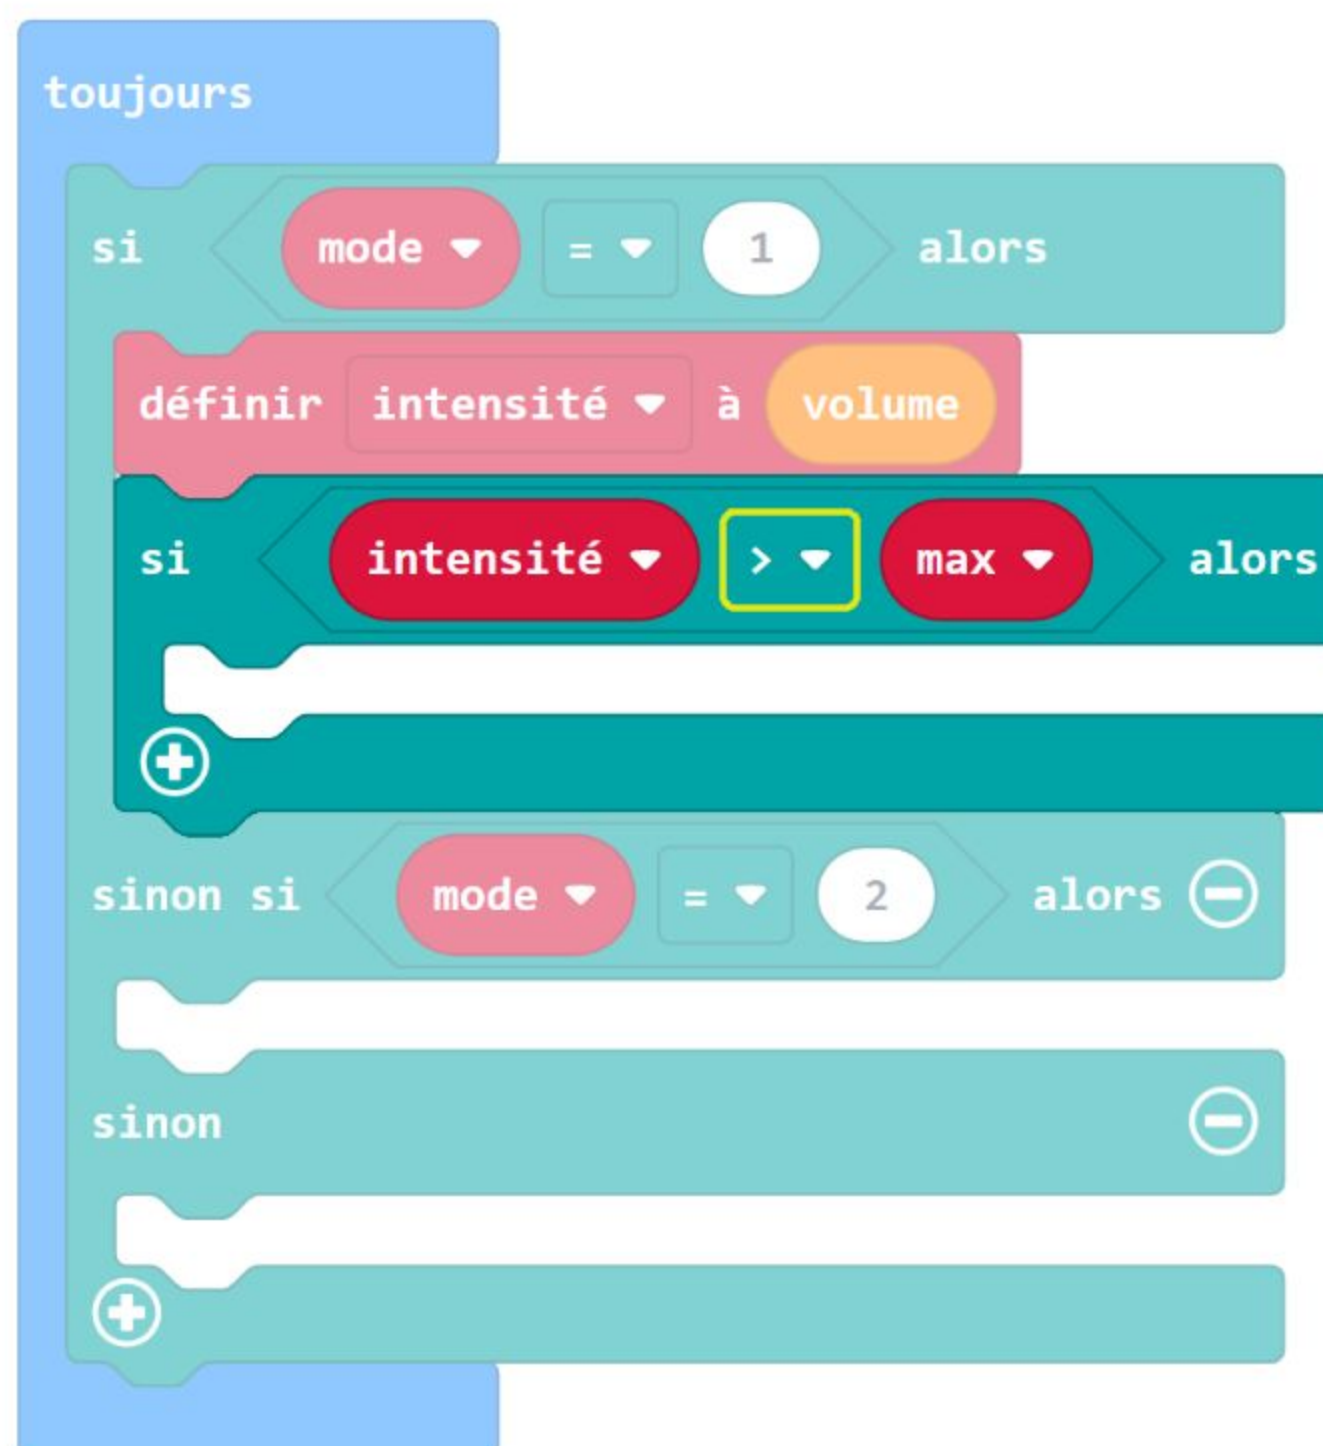 toujours
si mode = 1 alors
définir intensité à volume
si intensité > max alors
sinon si mode = 2 alors
sinon